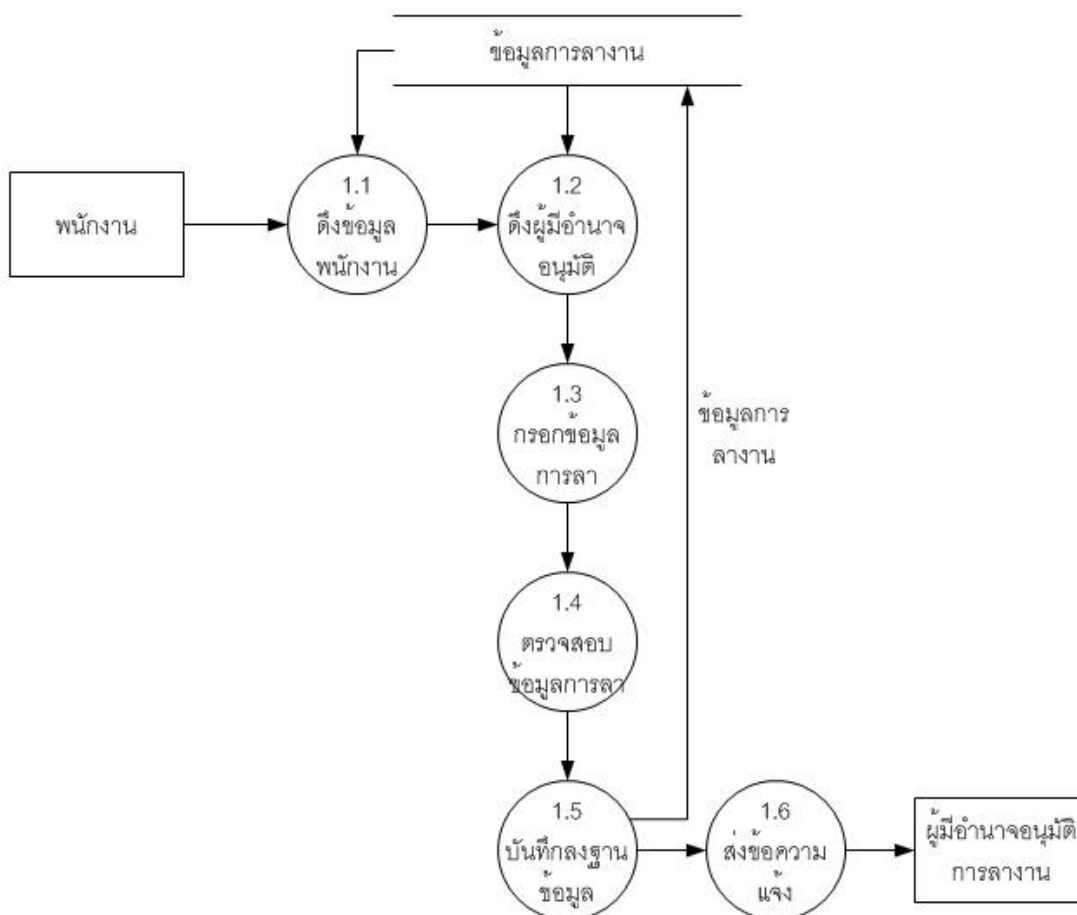 ข้อมูลการลางาน
พนักงาน
1.1
ดึงข้อมูล
พนักงาน
1.2
ดึงผู้มีอำนาจ
อนุมัติ
1.3
กรอกข้อมูล
การลา
ข้อมูลการ
ลางาน
1.4
ตรวจสอบ
ข้อมูลการลา
1.5
บันทึกลงฐาน
ข้อมูล
1.6
ส่งข้อความ
แจ้ง
ผู้มีอำนาจอนุมัติ
การลางาน